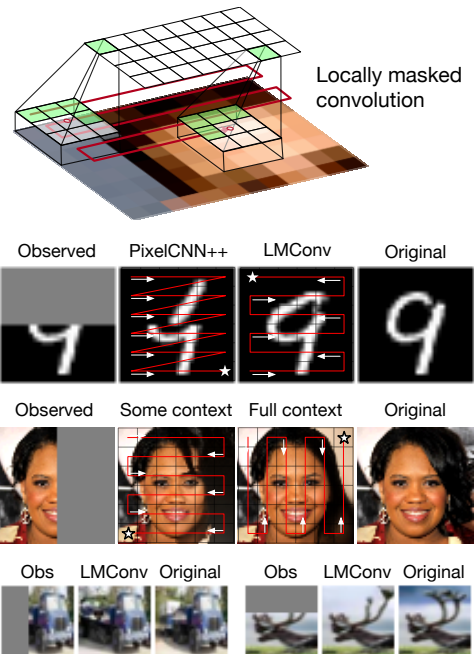 Locally masked
convolution
Observed PixelCNN++ LMConv Original
Observed Some context Full context Original
Obs LMConv Original Obs LMConv Original